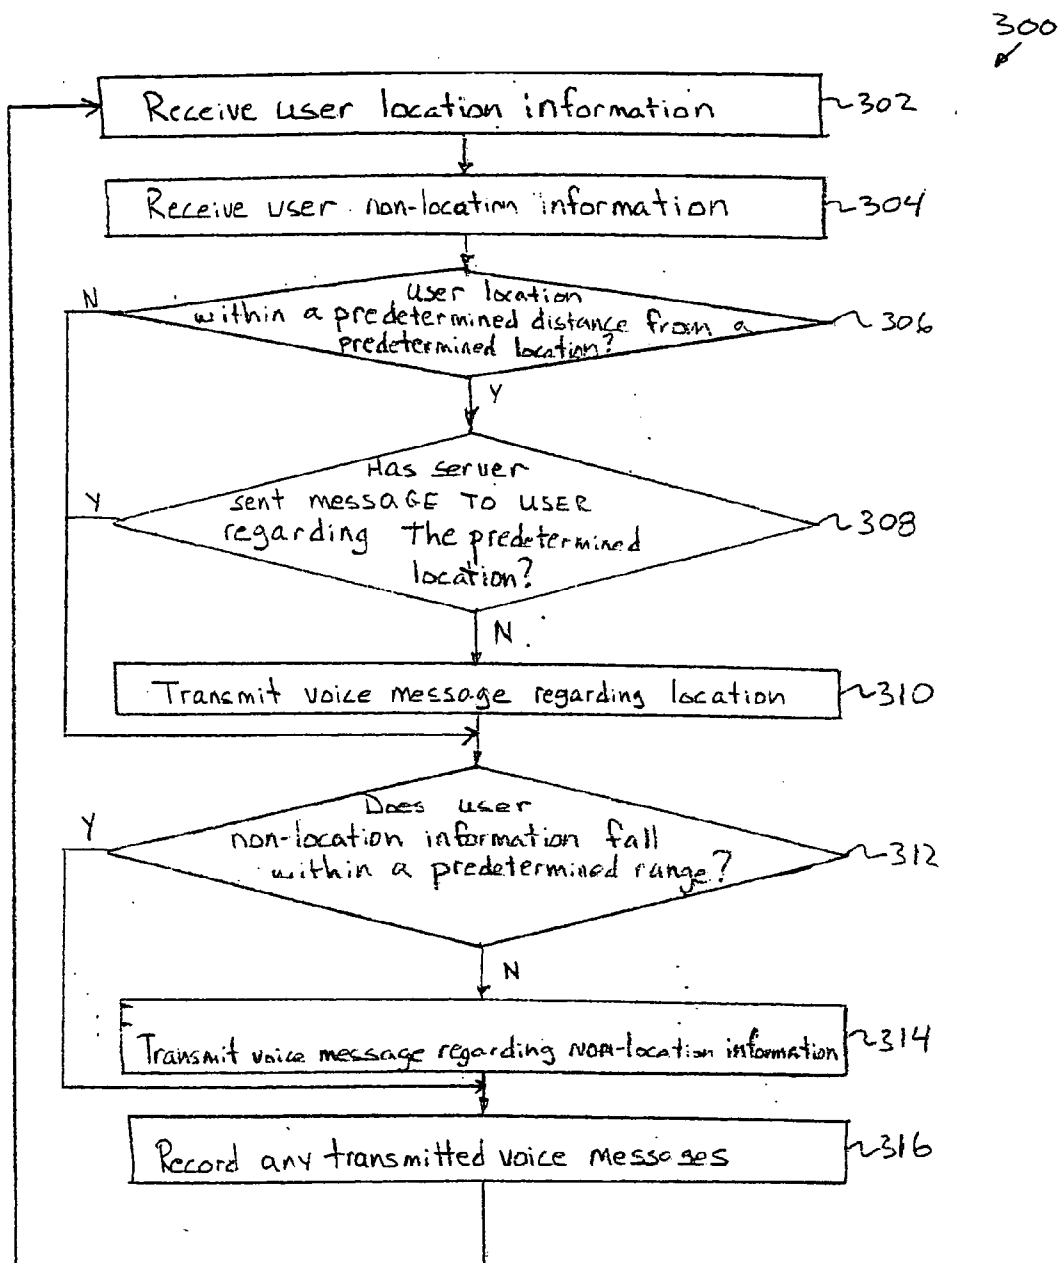 300
Receive user location information
302
Receive user non-location information
304
N
user location
within a predetermined distance from a
predetermined location?
306
Y
Has server
sent MESSAGE TO USER
regarding The predetermined
location?
Y
308
N
Transmit voice message regarding location
310
Does user
non-location information fall
within a predetermined range?
Y
312
N
Transmit voice message regarding non-location information
314
Record any transmitted voice messages
316